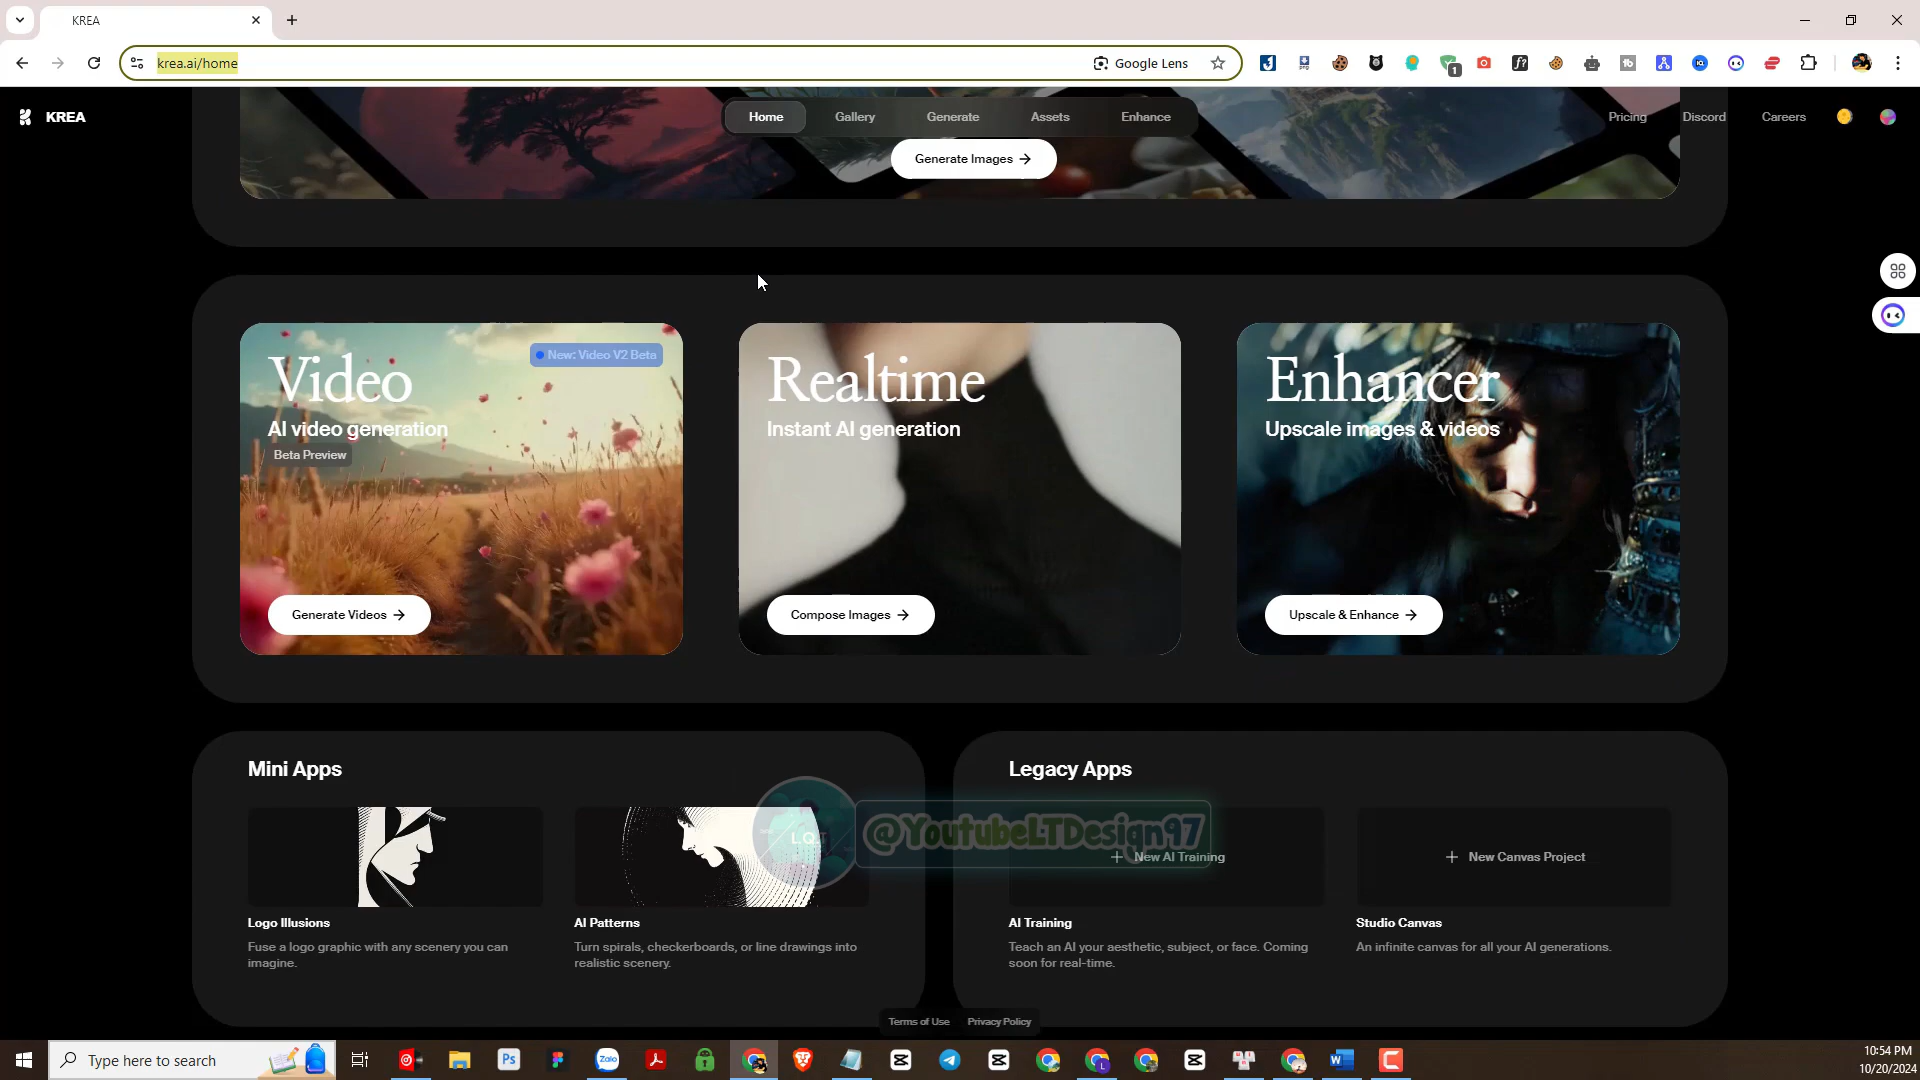 KREA
krea.ai/home
Google Lens
1
KREA
Home
Gallery
Generate
Assets
Enhance
Pricing
Discord
Careers
Generate Images →
Video
New: Video V2 Beta
AI video generation
Beta Preview
Generate Videos →
Realtime
Instant AI generation
Compose Images →
Enhancer
Upscale images & videos
Upscale & Enhance →
Mini Apps
Legacy Apps
L.Q.T
@YoutubeLTDesign97
+ New AI Training
+ New Canvas Project
Logo Illusions
Fuse a logo graphic with any scenery you can
imagine.
AI Patterns
Turn spirals, checkerboards, or line drawings into
realistic scenery.
AI Training
Teach an AI your aesthetic, subject, or face. Coming
soon for real-time.
Studio Canvas
An infinite canvas for all your AI generations.
Terms of Use
Privacy Policy
Type here to search
Ps
Zalo
L
10:54 PM
10/20/2024